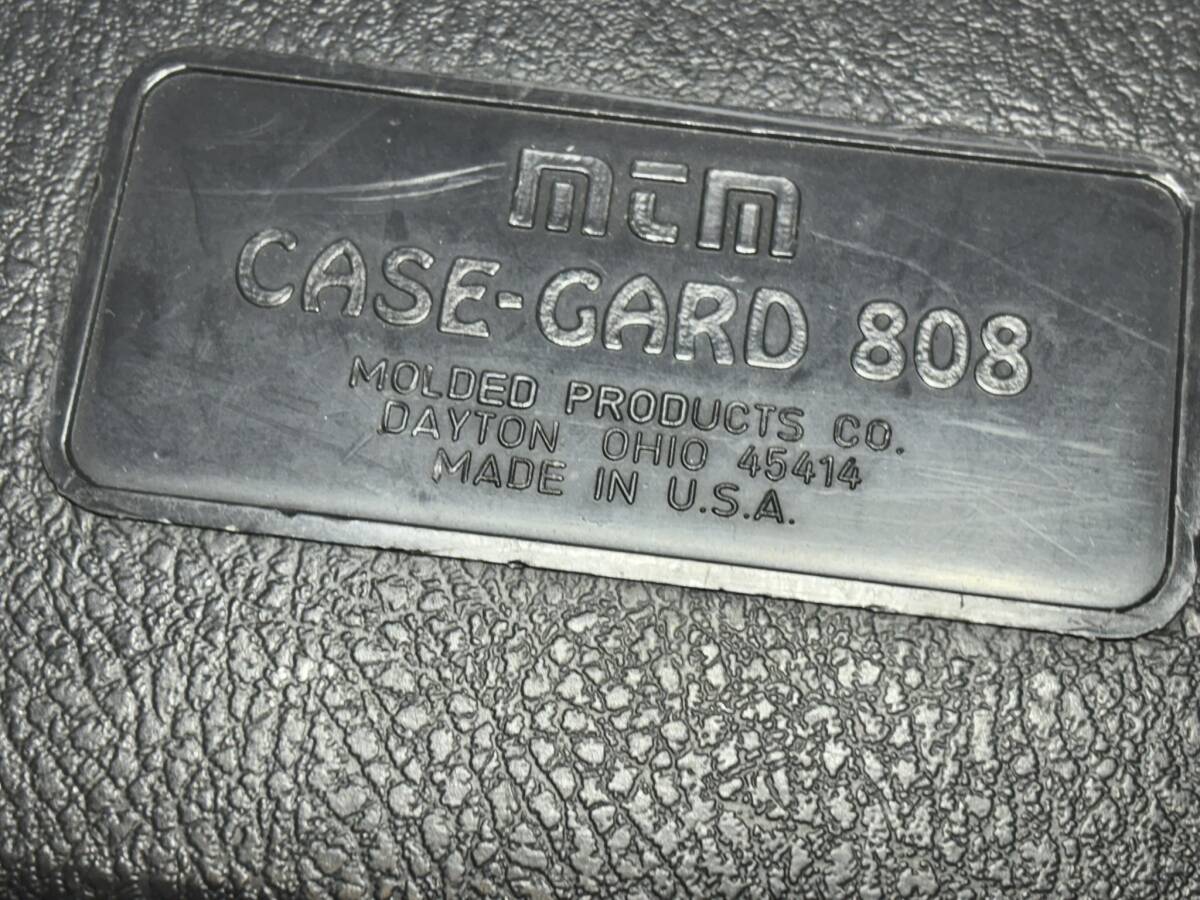 MTM
CASE-GARD 808
MOLDED PRODUCTS CO.
DAYTON OHIO 45414
MADE IN U.S.A.